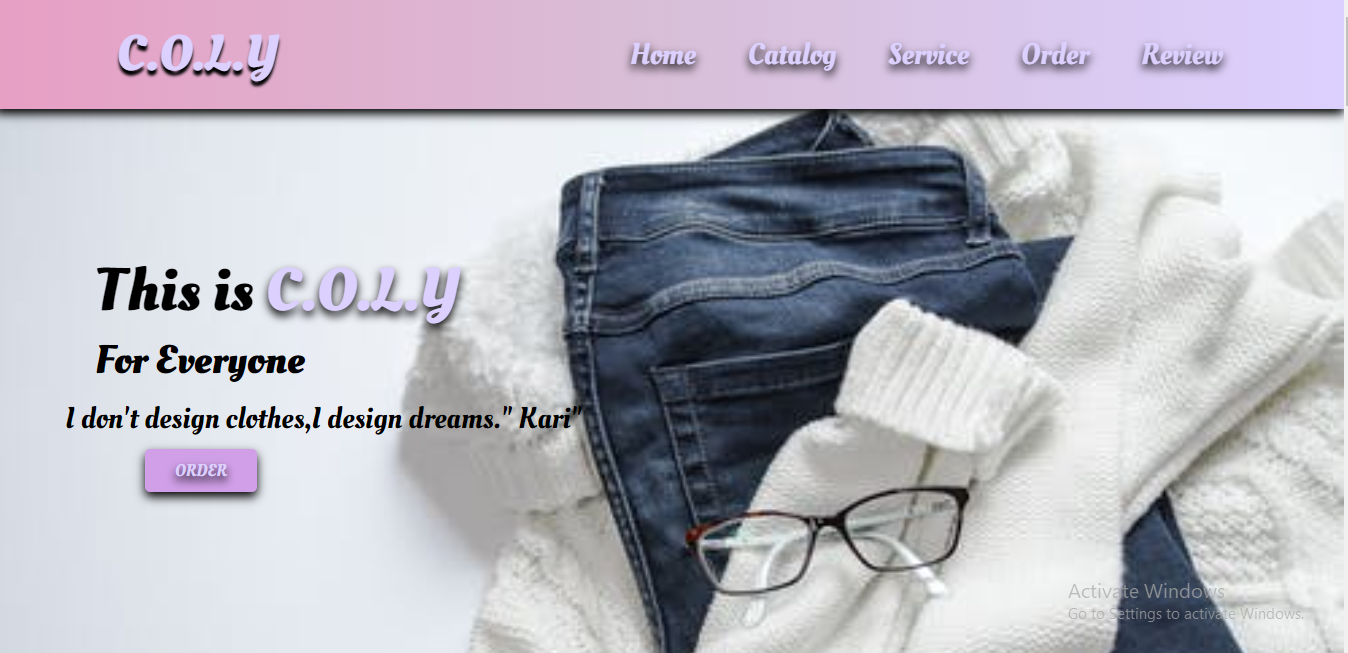 C.O.L.Y
Home Catalog Service Order Review
This is C.O.L.Y
For Everyone
I don't design clothes,I design dreams." Kari"
ORDER
Activate Windows
Go to Settings to activate Windows.